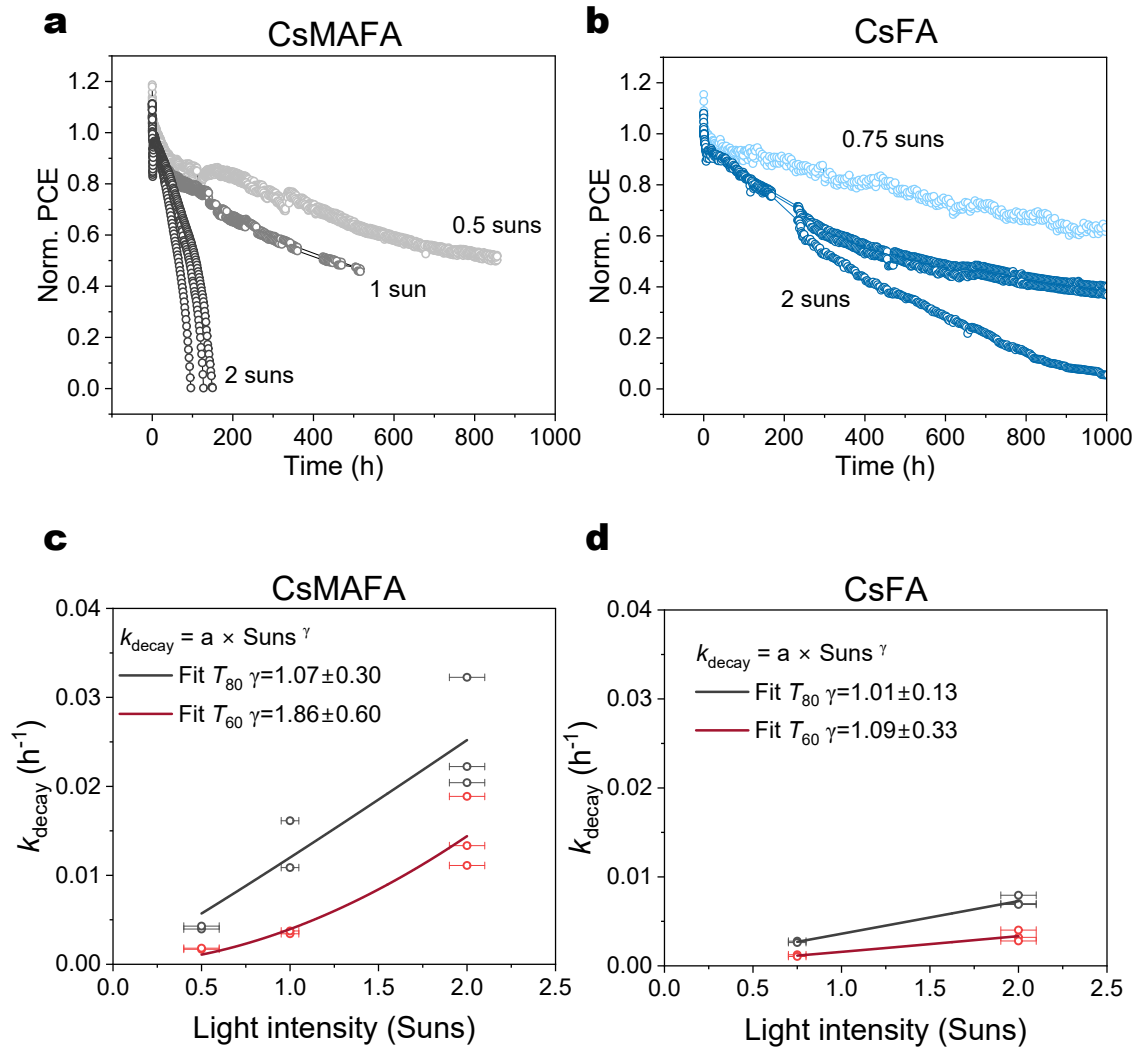 a
CsMAFA
Norm. PCE
1.2
1.0
0.8
0.6
0.4
0.2
0.0
0.5 suns
1 sun
2 suns
0 200 400 600 800 1000
Time (h)
b
CsFA
Norm. PCE
1.2
1.0
0.8
0.6
0.4
0.2
0.0
0.75 suns
2 suns
0 200 400 600 800 1000
Time (h)
c
CsMAFA
k_decay (h⁻¹)
0.04
0.03
0.02
0.01
0.00
k_decay = a × Suns ᵞ
Fit T₈₀ γ=1.07±0.30
Fit T₆₀ γ=1.86±0.60
0.0 0.5 1.0 1.5 2.0 2.5
Light intensity (Suns)
d
CsFA
k_decay (h⁻¹)
0.04
0.03
0.02
0.01
0.00
k_decay = a × Suns ᵞ
Fit T₈₀ γ=1.01±0.13
Fit T₆₀ γ=1.09±0.33
0.0 0.5 1.0 1.5 2.0 2.5
Light intensity (Suns)